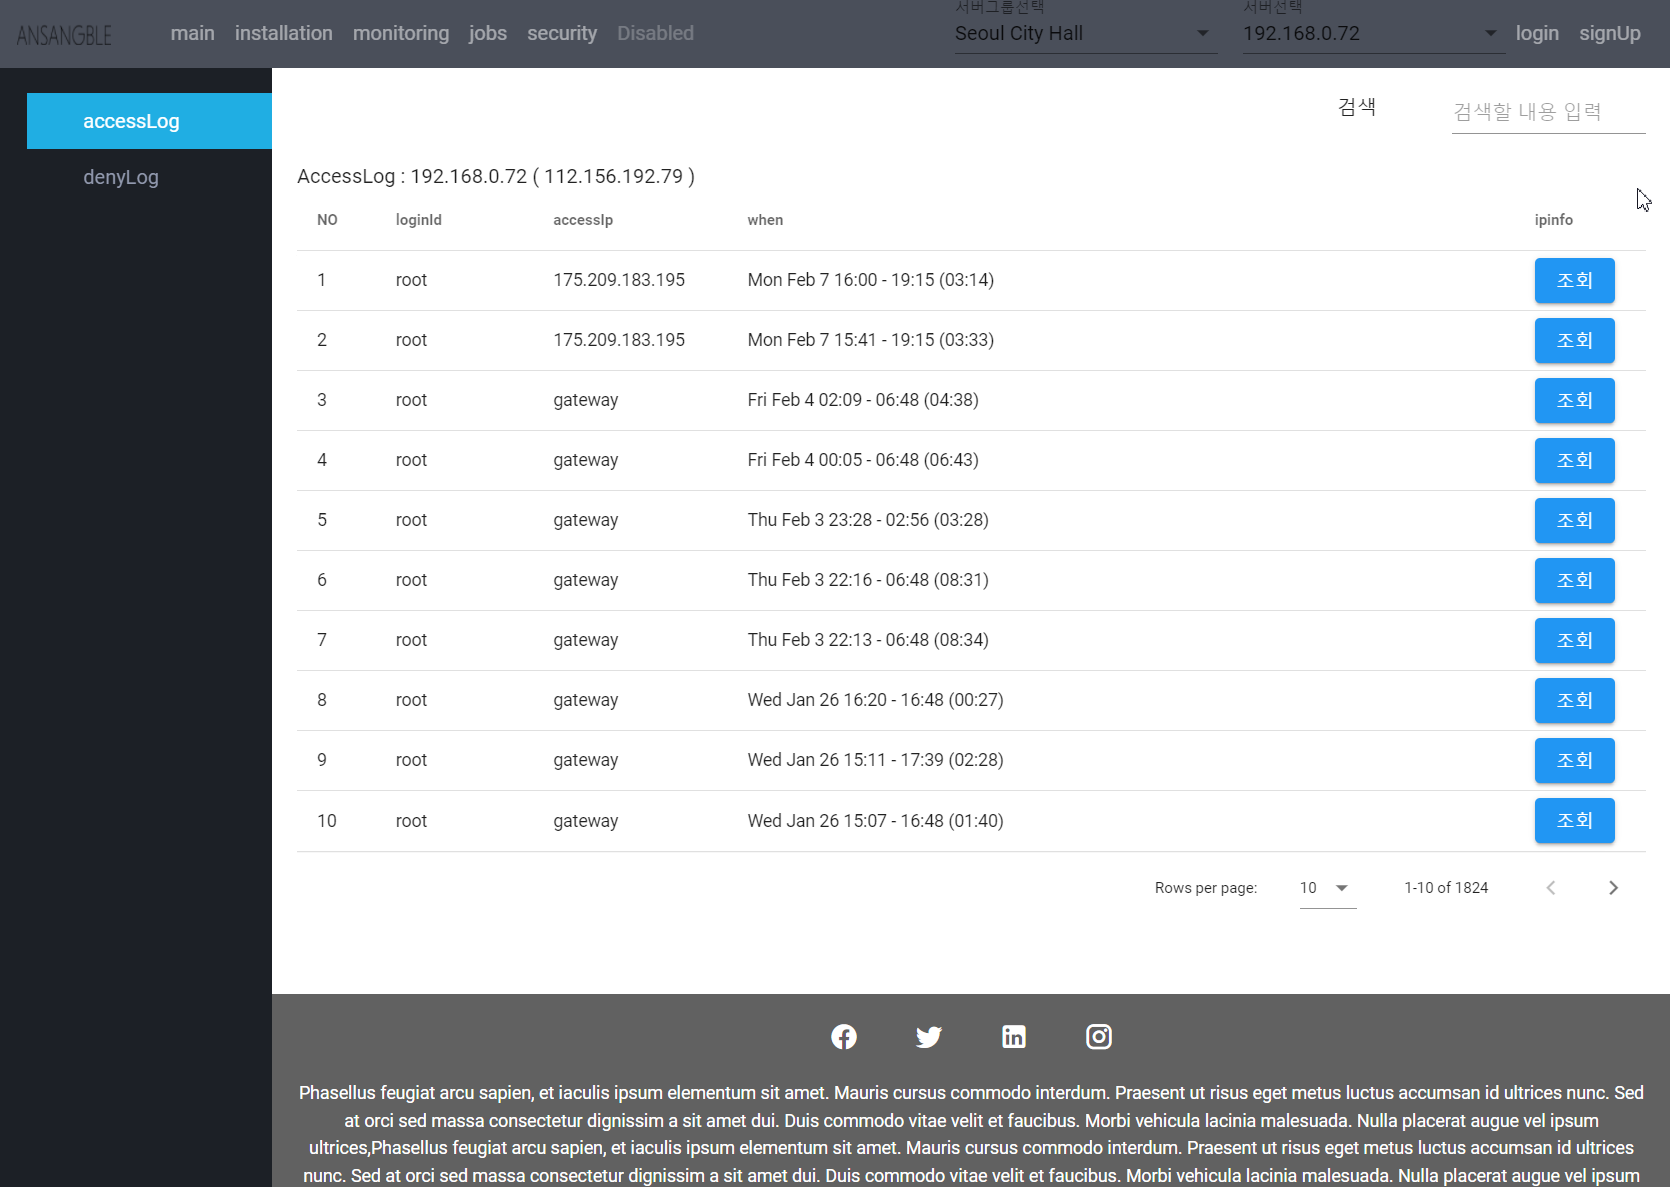 ANSANGBLE main installation monitoring jobs security Disabled 서버그룹선택 Seoul City Hall 서버선택 192.168.0.72 login signUp
accessLog
denyLog
검색 검색할 내용 입력
AccessLog : 192.168.0.72 ( 112.156.192.79 )
NO loginId accessIp when ipinfo
1 root 175.209.183.195 Mon Feb 7 16:00 - 19:15 (03:14) 조회
2 root 175.209.183.195 Mon Feb 7 15:41 - 19:15 (03:33) 조회
3 root gateway Fri Feb 4 02:09 - 06:48 (04:38) 조회
4 root gateway Fri Feb 4 00:05 - 06:48 (06:43) 조회
5 root gateway Thu Feb 3 23:28 - 02:56 (03:28) 조회
6 root gateway Thu Feb 3 22:16 - 06:48 (08:31) 조회
7 root gateway Thu Feb 3 22:13 - 06:48 (08:34) 조회
8 root gateway Wed Jan 26 16:20 - 16:48 (00:27) 조회
9 root gateway Wed Jan 26 15:11 - 17:39 (02:28) 조회
10 root gateway Wed Jan 26 15:07 - 16:48 (01:40) 조회
Rows per page: 10 1-10 of 1824
Phasellus feugiat arcu sapien, et iaculis ipsum elementum sit amet. Mauris cursus commodo interdum. Praesent ut risus eget metus luctus accumsan id ultrices nunc. Sed
at orci sed massa consectetur dignissim a sit amet dui. Duis commodo vitae velit et faucibus. Morbi vehicula lacinia malesuada. Nulla placerat augue vel ipsum
ultrices,Phasellus feugiat arcu sapien, et iaculis ipsum elementum sit amet. Mauris cursus commodo interdum. Praesent ut risus eget metus luctus accumsan id ultrices
nunc. Sed at orci sed massa consectetur dignissim a sit amet dui. Duis commodo vitae velit et faucibus. Morbi vehicula lacinia malesuada. Nulla placerat augue vel ipsum